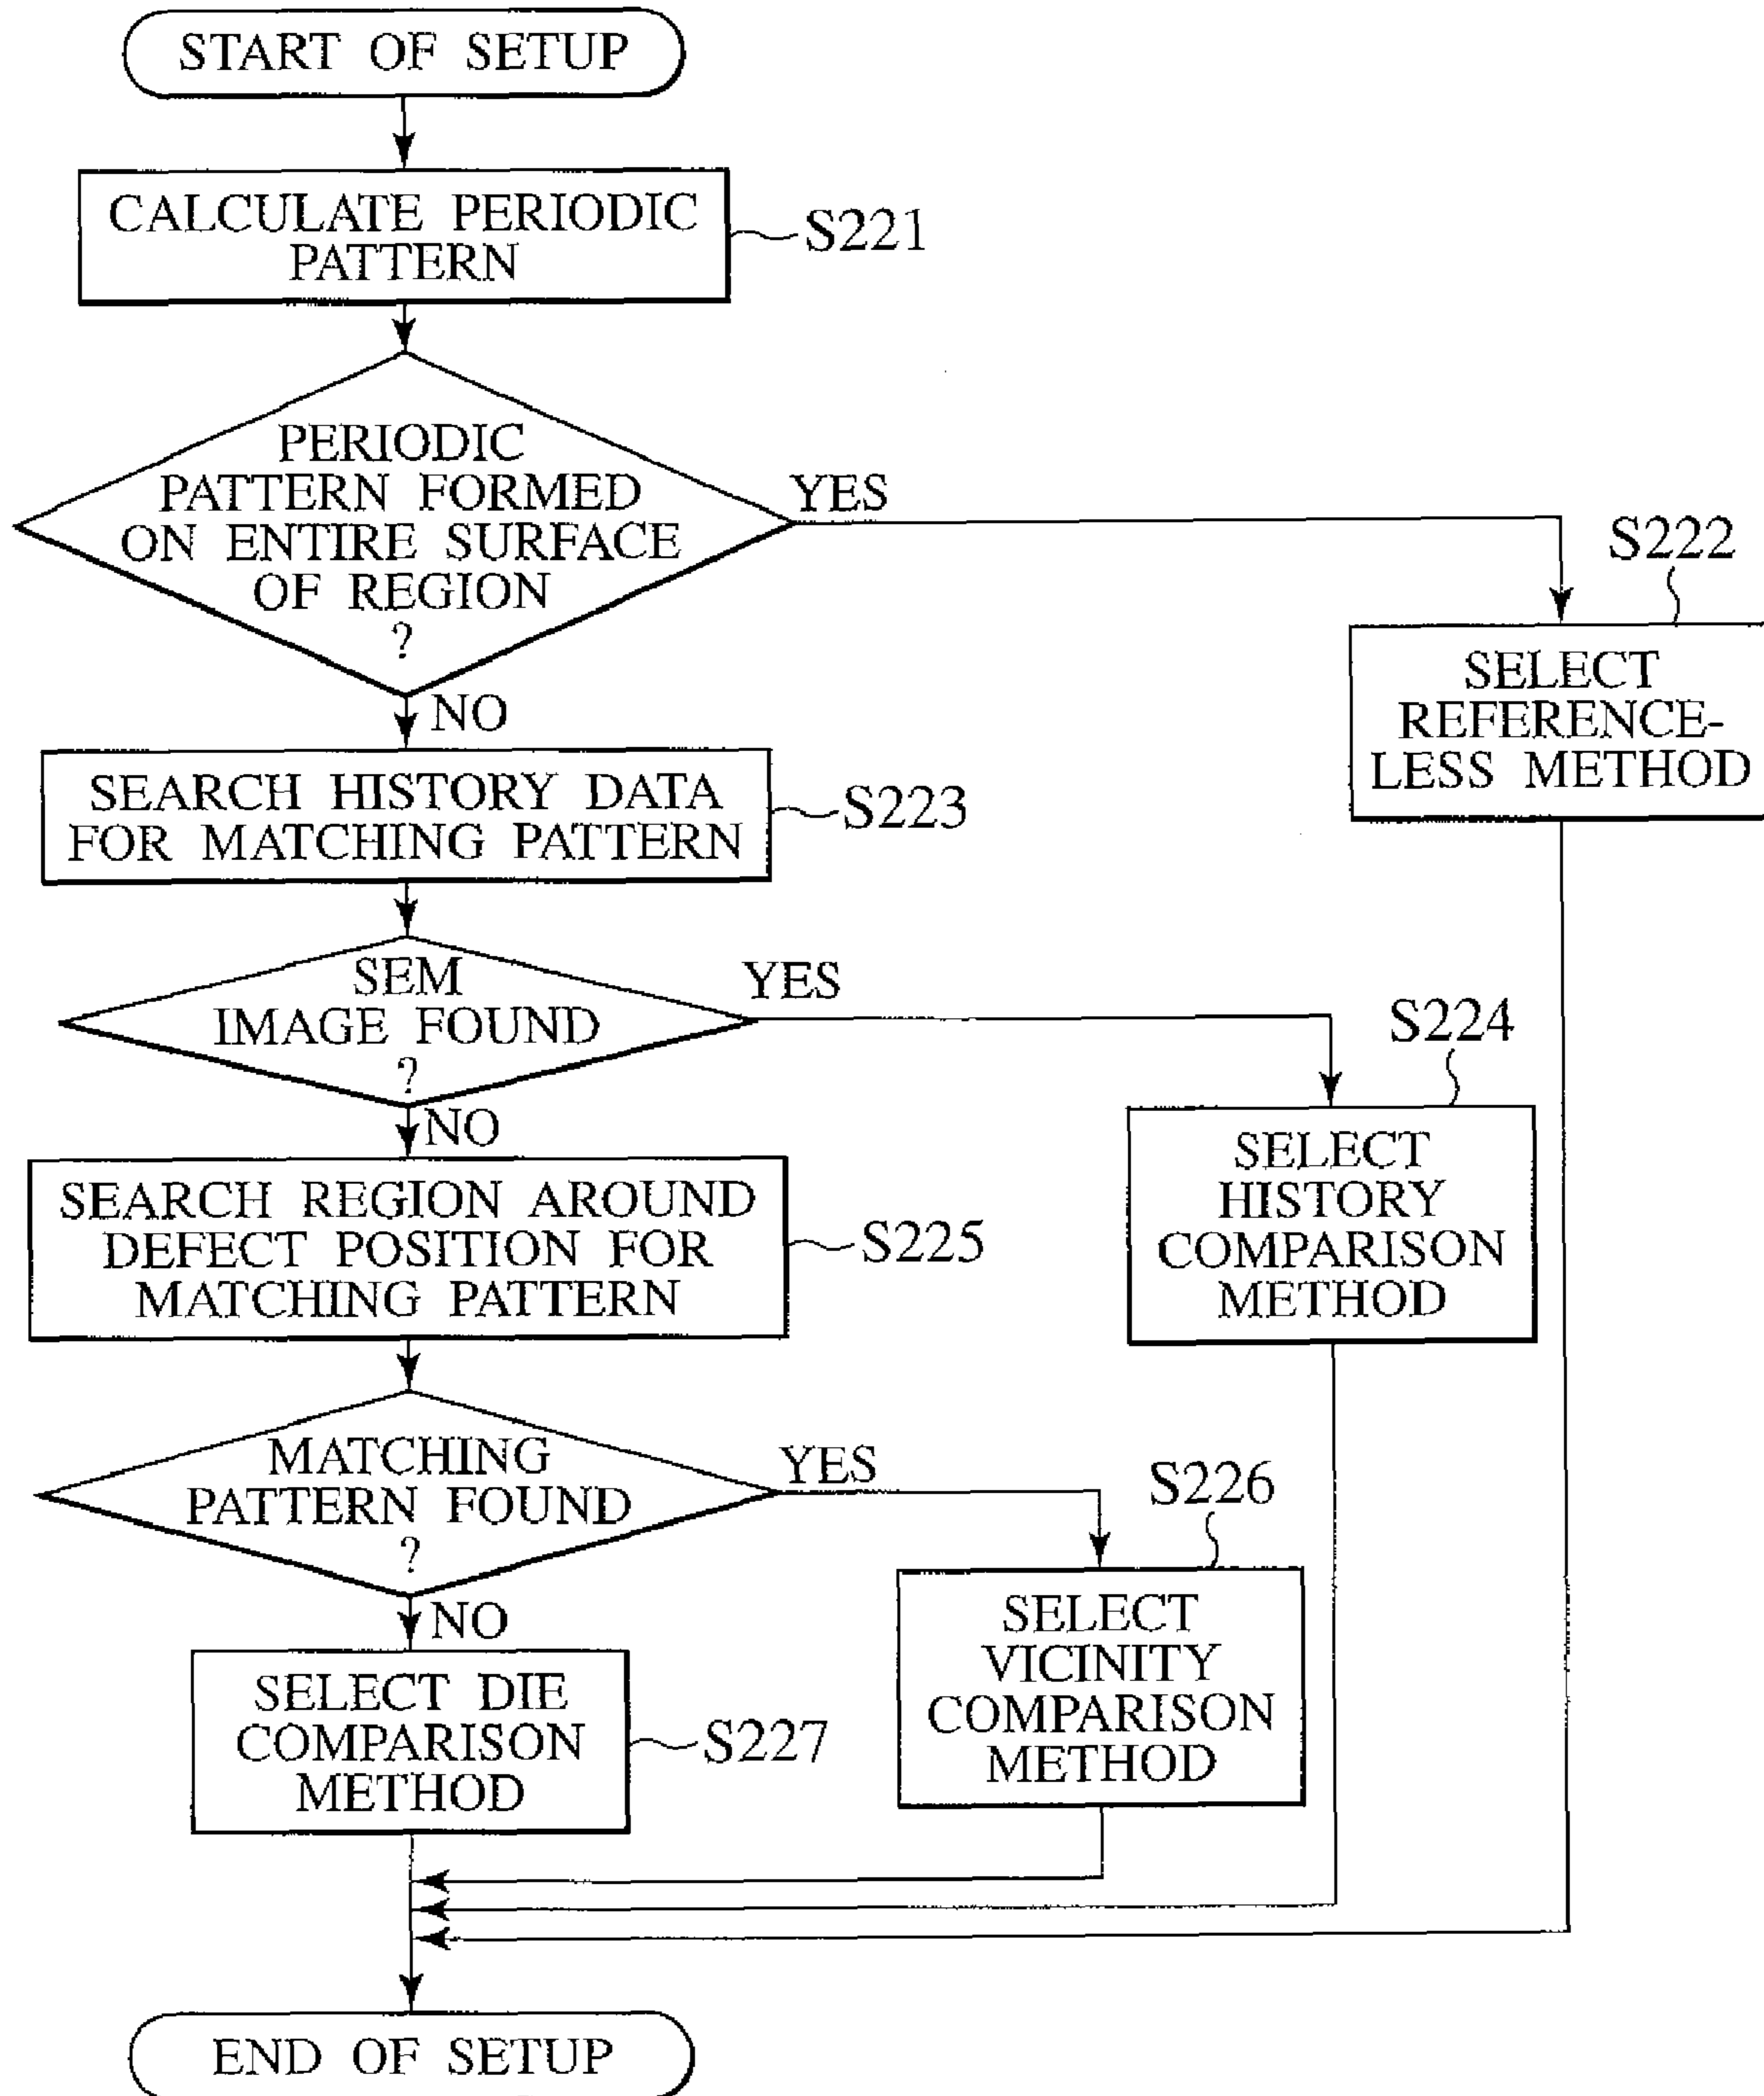 START OF SETUP
CALCULATE PERIODIC
PATTERN
S221
PERIODIC
PATTERN FORMED
ON ENTIRE SURFACE
OF REGION
?
YES
NO
S222
SELECT
REFERENCE-
LESS METHOD
SEARCH HISTORY DATA
FOR MATCHING PATTERN
S223
SEM
IMAGE FOUND
?
YES
NO
S224
SELECT
HISTORY
COMPARISON
METHOD
SEARCH REGION AROUND
DEFECT POSITION FOR
MATCHING PATTERN
S225
MATCHING
PATTERN FOUND
?
YES
NO
S226
SELECT
VICINITY
COMPARISON
METHOD
SELECT DIE
COMPARISON
METHOD
S227
END OF SETUP